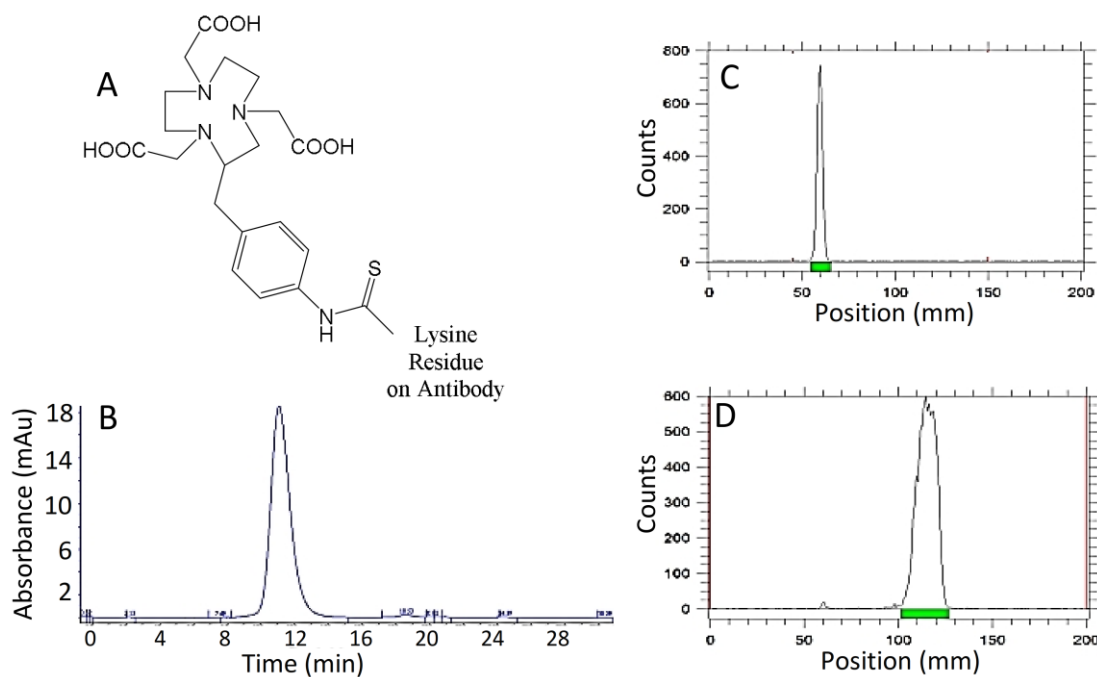 A
COOH
N
N
N
HOOC
COOH
S
N
H
Lysine
Residue
on Antibody
B
Absorbance (mAu)
18
14
10
6
2
0 4 8 12 16 20 24 28
Time (min)
C
Counts
800
600
400
200
0
0 50 100 150 200
Position (mm)
D
Counts
600
500
400
300
200
100
0
0 50 100 150 200
Position (mm)